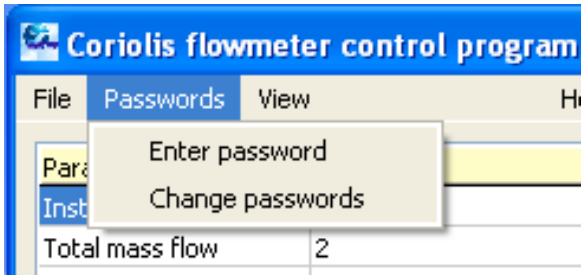 Coriolis flowmeter control program
File Passwords View
Enter password
Change passwords
Total mass flow 2